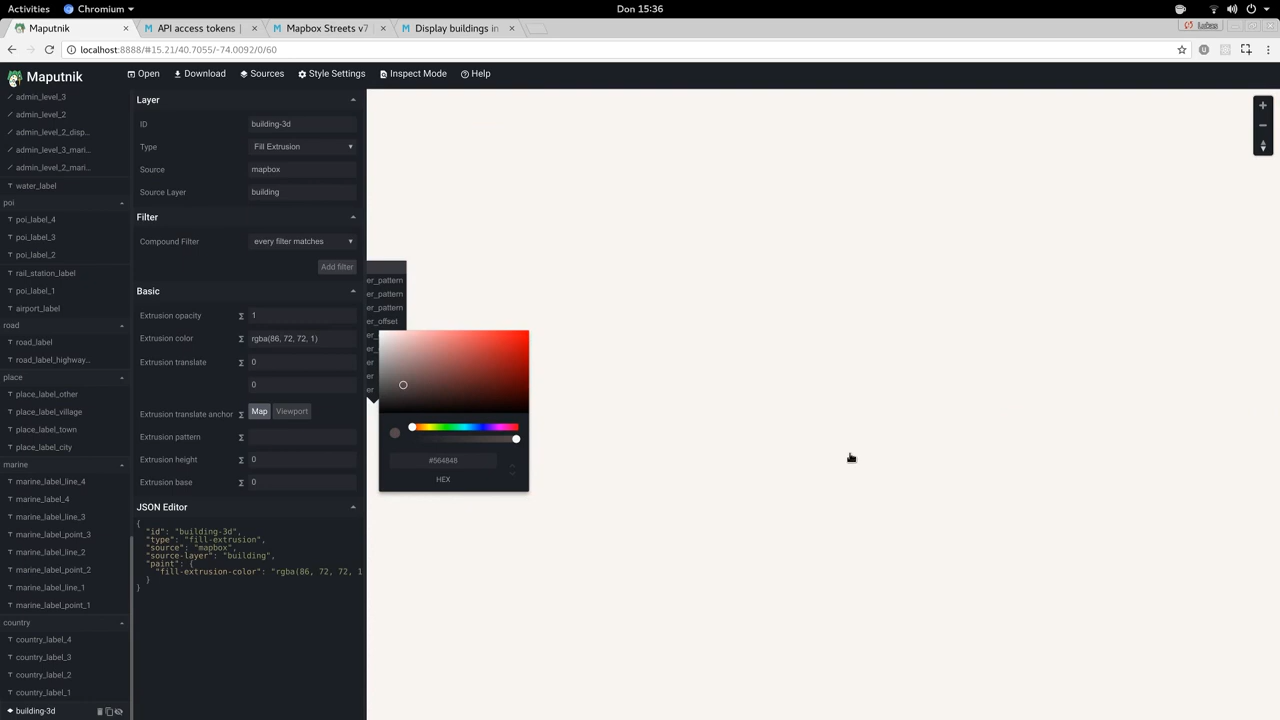 Activities
Chromium
Don 15:36
Maputnik
API access tokens |
Mapbox Streets v7
Display buildings in
Lukas
localhost:8888/#15.21/40.7055/-74.0092/0/60
Maputnik
Open
Download
Sources
Style Settings
Inspect Mode
Help
admin_level_3
admin_level_2
admin_level_2_disp...
admin_level_3_mari...
admin_level_2_mari...
water_label
poi
poi_label_4
poi_label_3
poi_label_2
rail_station_label
poi_label_1
airport_label
road
road_label
road_label_highway...
place
place_label_other
place_label_village
place_label_town
place_label_city
marine
marine_label_line_4
marine_label_4
marine_label_line_3
marine_label_point_3
marine_label_line_2
marine_label_point_2
marine_label_line_1
marine_label_point_1
country
country_label_4
country_label_3
country_label_2
country_label_1
building-3d
Layer
ID
building-3d
Type
Fill Extrusion
Source
mapbox
Source Layer
building
Filter
Compound Filter
every filter matches
Add filter
Basic
Extrusion opacity
1
Extrusion color
rgba(86, 72, 72, 1)
Extrusion translate
0
0
Extrusion translate anchor
Map
Viewport
Extrusion pattern
Extrusion height
0
Extrusion base
0
JSON Editor
{
"id": "building-3d",
"type": "fill-extrusion",
"source": "mapbox",
"source-layer": "building",
"paint": {
"fill-extrusion-color": "rgba(86, 72, 72, 1
}
}
er_pattern
er_pattern
er_pattern
er_offset
er_
er_
er
er
er
#564848
HEX